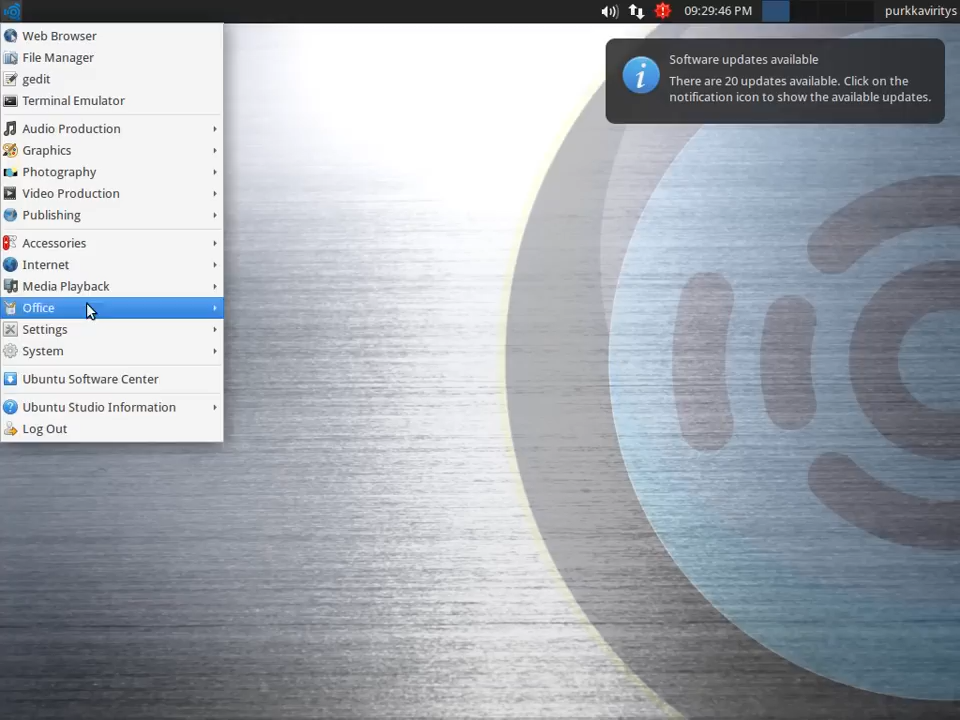 09:29:46 PM
purkkaviritys
Web Browser
File Manager
gedit
Terminal Emulator
Audio Production
Graphics
Photography
Video Production
Publishing
Accessories
Internet
Media Playback
Office
Settings
System
Ubuntu Software Center
Ubuntu Studio Information
Log Out
Software updates available
There are 20 updates available. Click on the
notification icon to show the available updates.